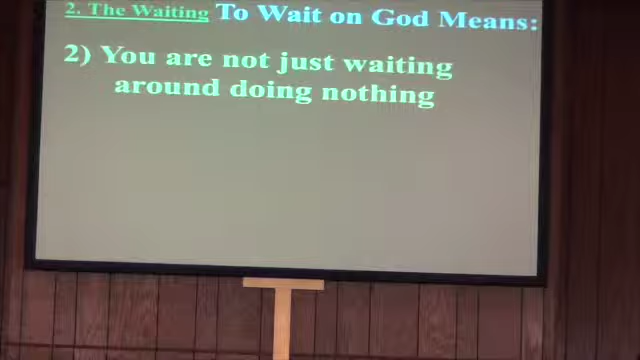 2. The Waiting To Wait on God Means:
2) You are not just waiting
around doing nothing